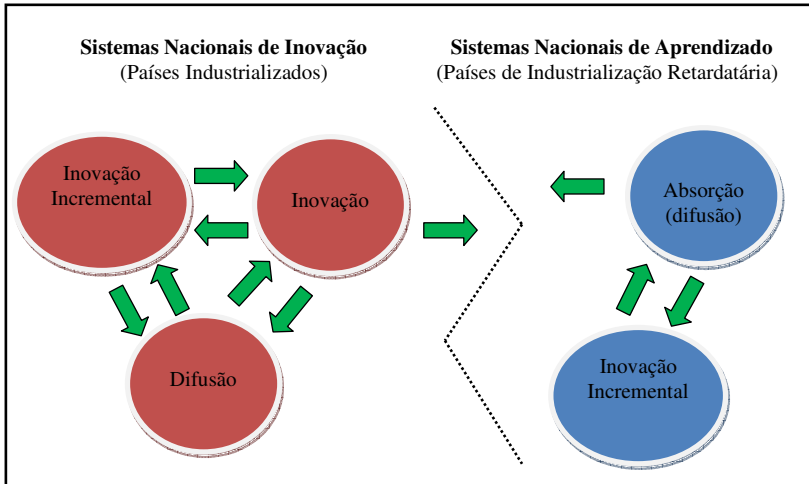 Sistemas Nacionais de Inovação
(Países Industrializados)
Sistemas Nacionais de Aprendizado
(Países de Industrialização Retardatária)
Inovação
Incremental
Inovação
Difusão
Absorção
(difusão)
Inovação
Incremental